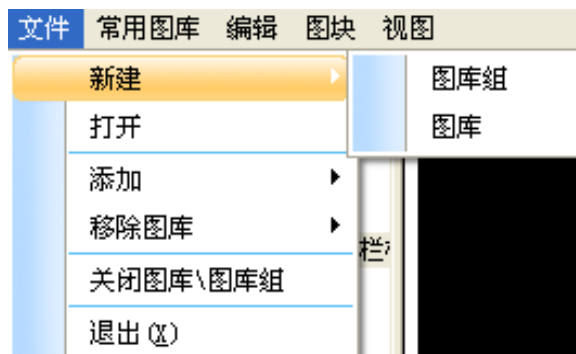 文件 常用图库 编辑 图块 视图
新建
图库组
打开
图库
添加
移除图库
栏
关闭图库\图库组
退出(X)